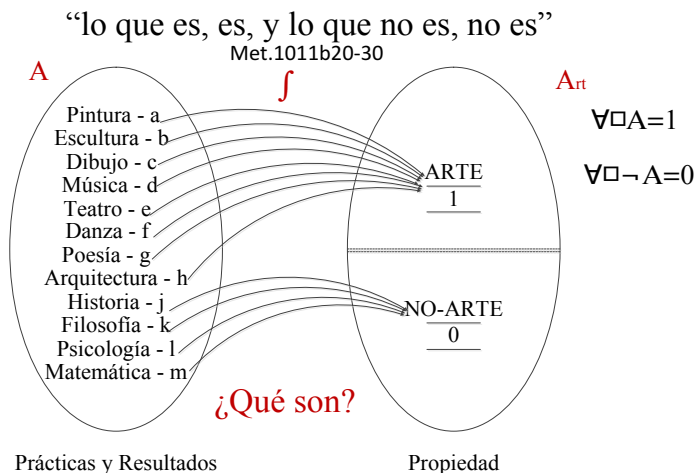 “lo que es, es, y lo que no es, no es”
Met.1011b20-30
A
∫
Art
∀□A=1
∀□¬A=0
Pintura - a
Escultura - b
Dibujo - c
Música - d
Teatro - e
Danza - f
Poesía - g
Arquitectura - h
Historia - j
Filosofía - k
Psicología - l
Matemática - m
ARTE
1
NO-ARTE
0
¿Qué son?
Prácticas y Resultados
Propiedad